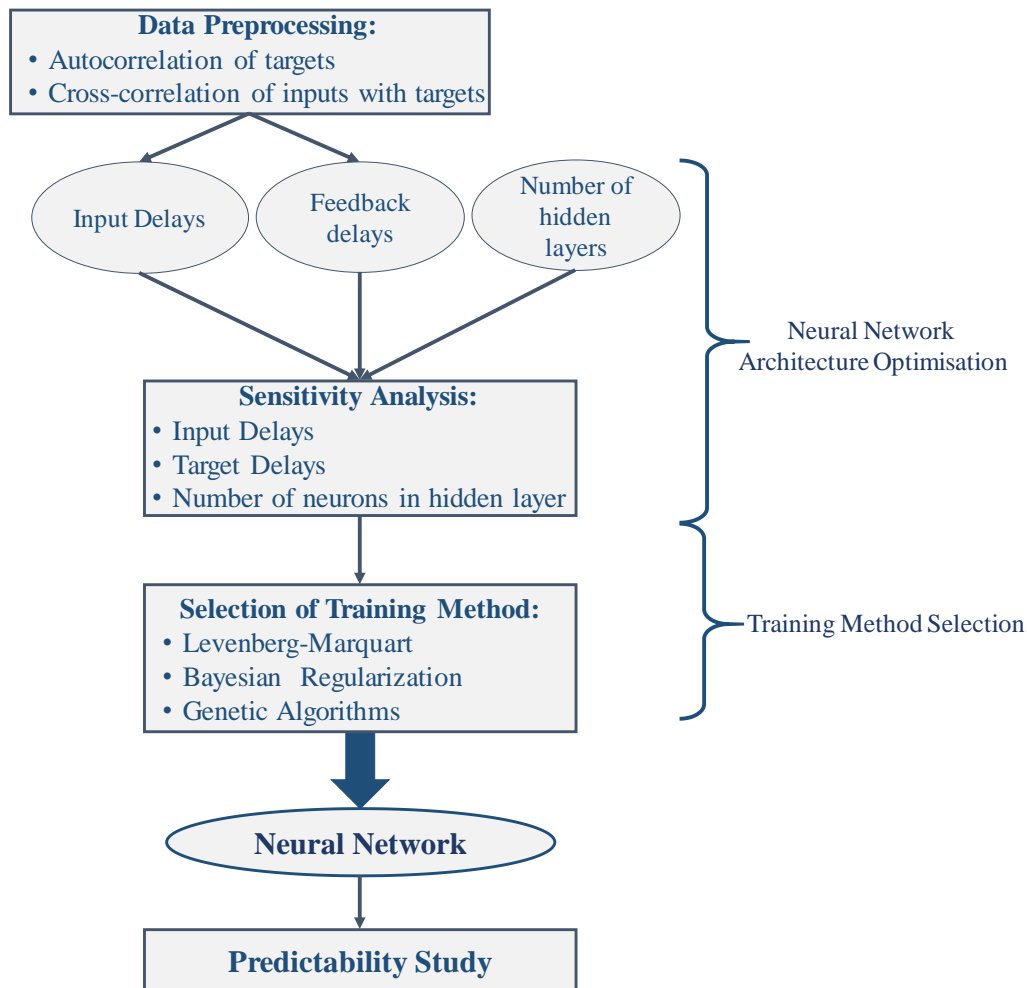 Data Preprocessing:
• Autocorrelation of targets
• Cross-correlation of inputs with targets
Input Delays
Feedback
delays
Number of
hidden
layers
Neural Network
Architecture Optimisation
Sensitivity Analysis:
• Input Delays
• Target Delays
• Number of neurons in hidden layer
Selection of Training Method:
• Levenberg-Marquart
• Bayesian Regularization
• Genetic Algorithms
Training Method Selection
Neural Network
Predictability Study